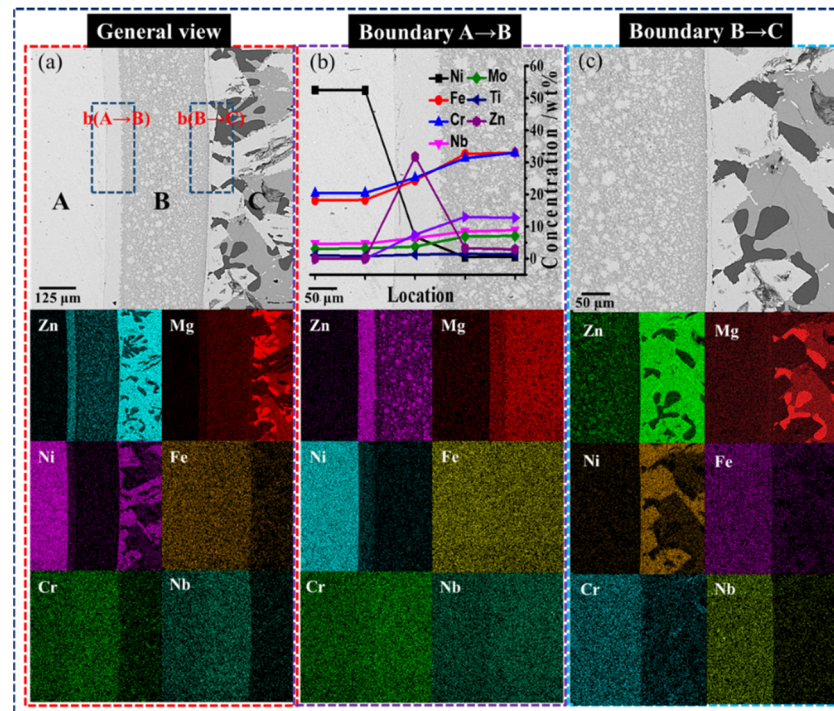 General view
Boundary A→B
Boundary B→C
(a)
b(A→B)
b(B→C)
A
B
C
125 µm
(b)
Ni
Mo
Fe
Ti
Cr
Zn
Nb
60
50
40
30
20
10
0
Concentration /wt%
50 µm
Location
(c)
50 µm
Zn
Mg
Ni
Fe
Cr
Nb
Zn
Mg
Ni
Fe
Cr
Nb
Zn
Mg
Ni
Fe
Cr
Nb